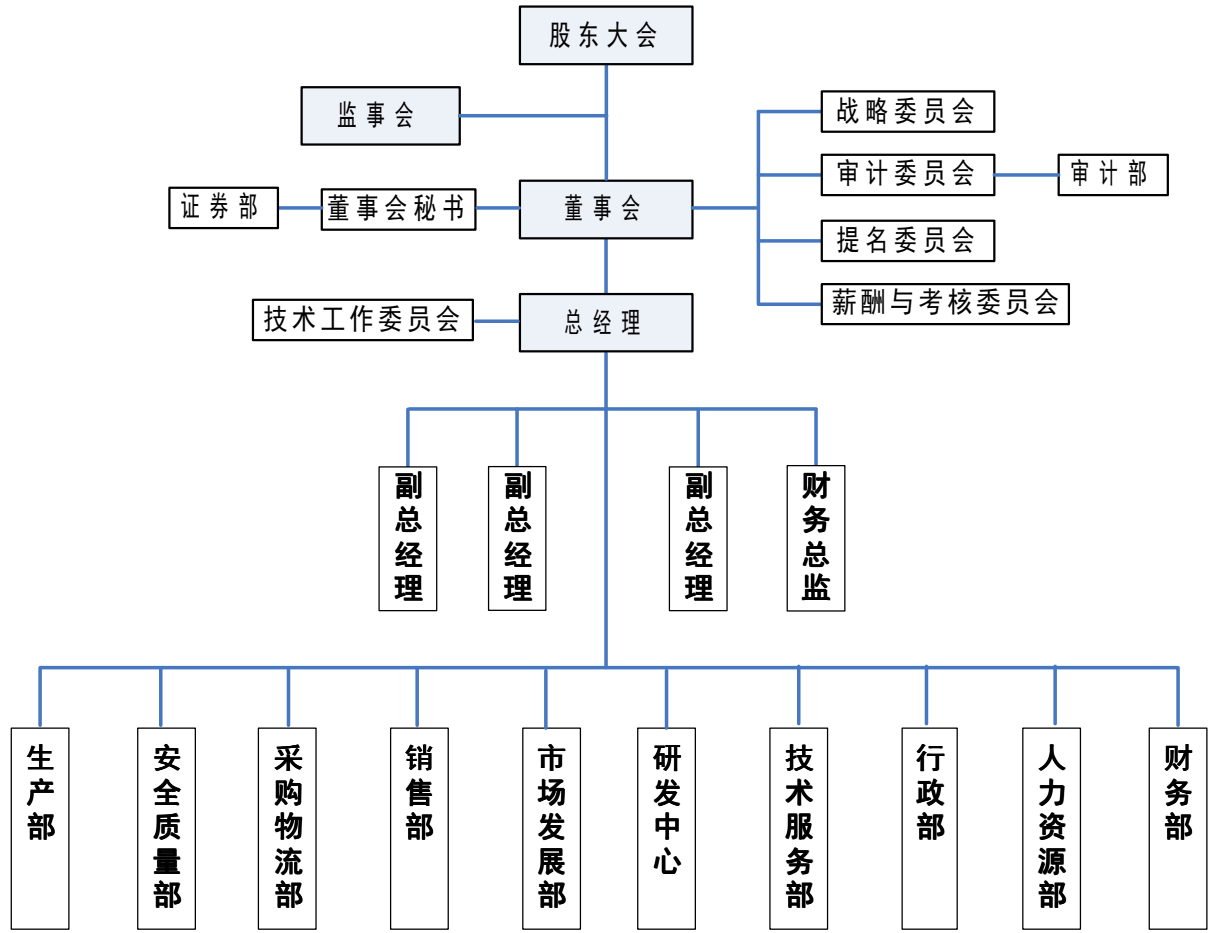 股东大会
监事会
战略委员会
审计委员会
审计部
证券部
董事会秘书
董事会
提名委员会
薪酬与考核委员会
技术工作委员会
总经理
副总经理
副总经理
副总经理
财务总监
生产部
安全质量部
采购物流部
销售部
市场发展部
研发中心
技术服务部
行政部
人力资源部
财务部